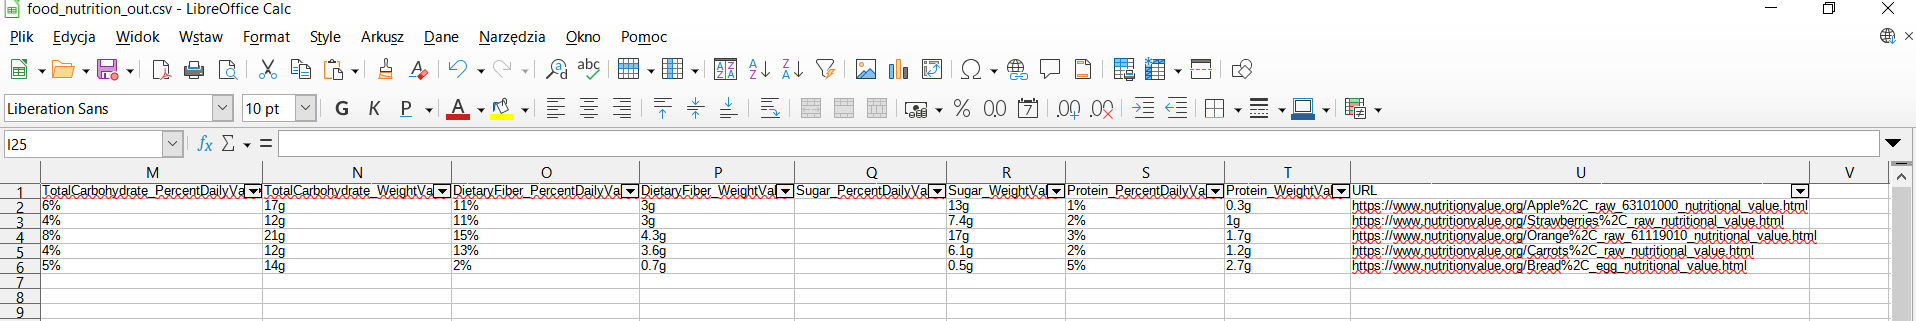 food_nutrition_out.csv - LibreOffice Calc
Plik Edycja Widok Wstaw Format Style Arkusz Dane Narzędzia Okno Pomoc
Liberation Sans 10 pt G K P A % 0.0 7 .00 .00
I25 fx Σ =
M N O P Q R S T U V
1 TotalCarbohydrate_PercentDailyVa TotalCarbohydrate_WeightVa DietaryFiber_PercentDailyVa DietaryFiber_WeightVa Sugar_PercentDailyVa Sugar_WeightVa Protein_PercentDailyVa Protein_WeightVa URL
2 6% 17g 11% 3g 13g 1% 0.3g https://www.nutritionvalue.org/Apple%2C_raw_63101000_nutritional_value.html
3 4% 12g 11% 3g 7.4g 2% 1g https://www.nutritionvalue.org/Strawberries%2C_raw_nutritional_value.html
4 8% 21g 15% 4.3g 17g 3% 1.7g https://www.nutritionvalue.org/Orange%2C_raw_61119010_nutritional_value.html
5 4% 12g 13% 3.6g 6.1g 2% 1.2g https://www.nutritionvalue.org/Carrots%2C_raw_nutritional_value.html
6 5% 14g 2% 0.7g 0.5g 5% 2.7g https://www.nutritionvalue.org/Bread%2C_egg_nutritional_value.html
7
8
9